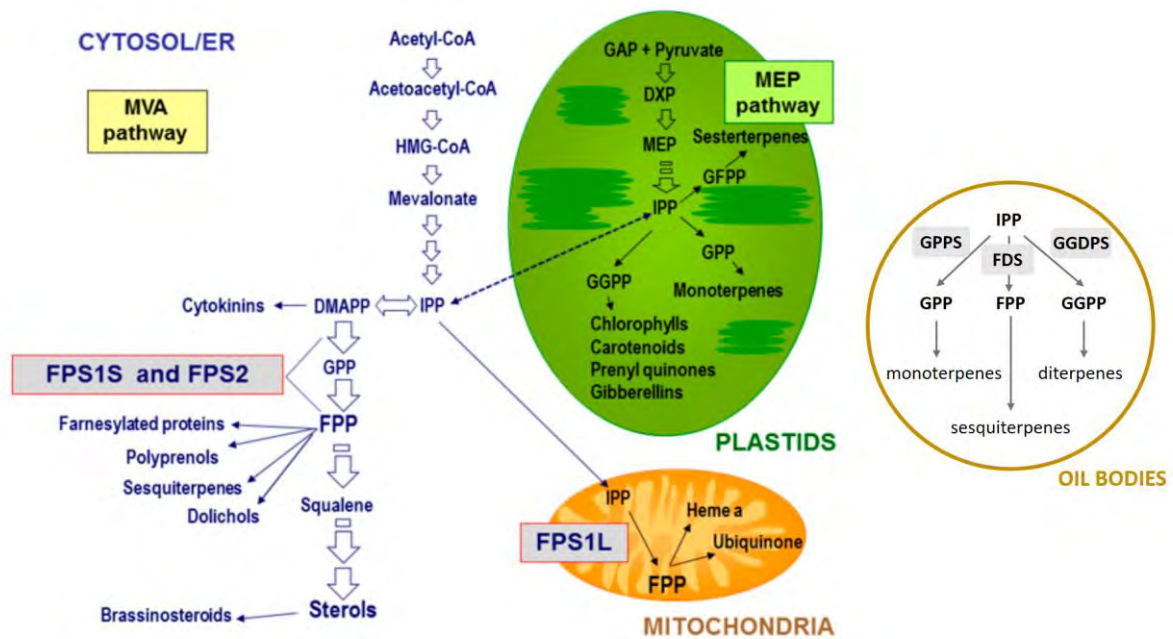 CYTOSOL/ER
MVA
pathway
Acetyl-CoA
Acetoacetyl-CoA
HMG-CoA
Mevalonate
Cytokinins
DMAPP
IPP
FPS1S and FPS2
GPP
Farnesylated proteins
FPP
Polyprenols
Sesquiterpenes
Dolichols
Squalene
Brassinosteroids
Sterols
GAP + Pyruvate
MEP
pathway
DXP
MEP
Sesterterpenes
GFPP
IPP
GPP
GGPP
Monoterpenes
Chlorophylls
Carotenoids
Prenyl quinones
Gibberellins
PLASTIDS
IPP
Heme a
FPS1L
Ubiquinone
FPP
MITOCHONDRIA
IPP
GPPS
FDS
GGDPS
GPP
FPP
GGPP
monoterpenes
diterpenes
sesquiterpenes
OIL BODIES